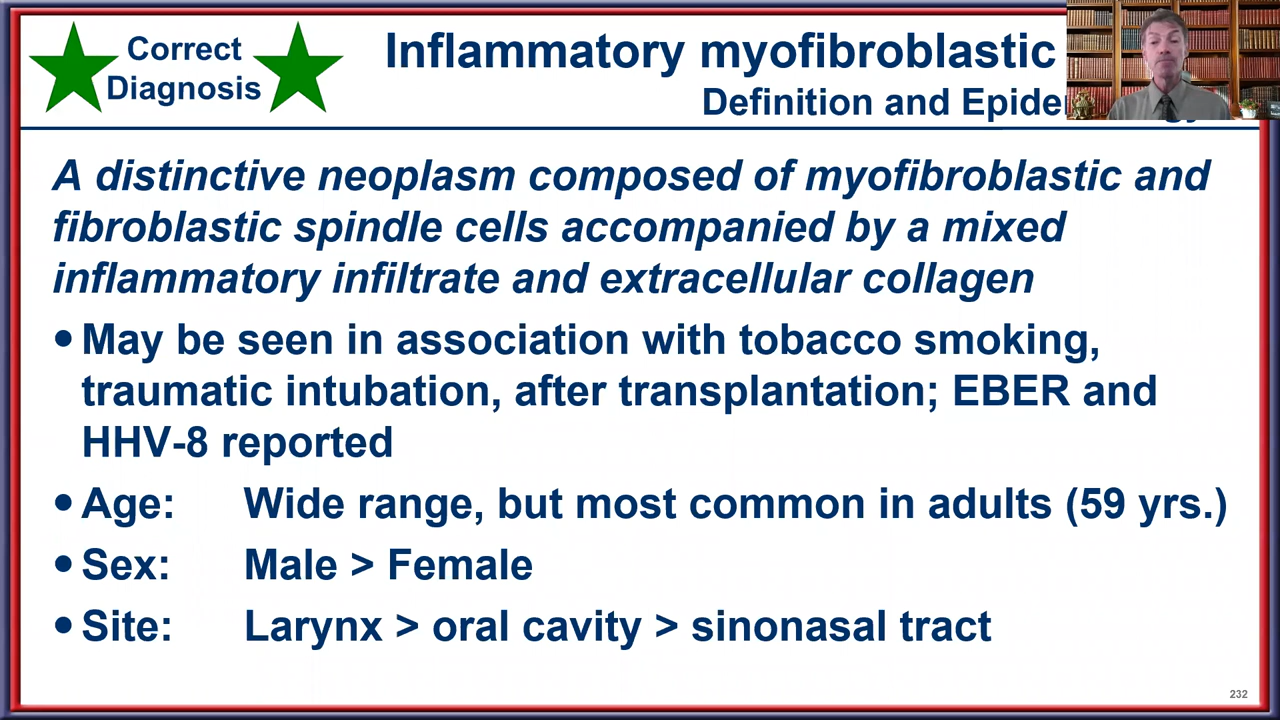 Correct
Diagnosis
Inflammatory myofibroblastic
Definition and
A distinctive neoplasm composed of myofibroblastic and
fibroblastic spindle cells accompanied by a mixed
inflammatory infiltrate and extracellular collagen
• May be seen in association with tobacco smoking,
traumatic intubation, after transplantation; EBER and
HHV-8 reported
• Age: Wide range, but most common in adults (59 yrs.)
• Sex: Male > Female
• Site: Larynx > oral cavity > sinonasal tract
232